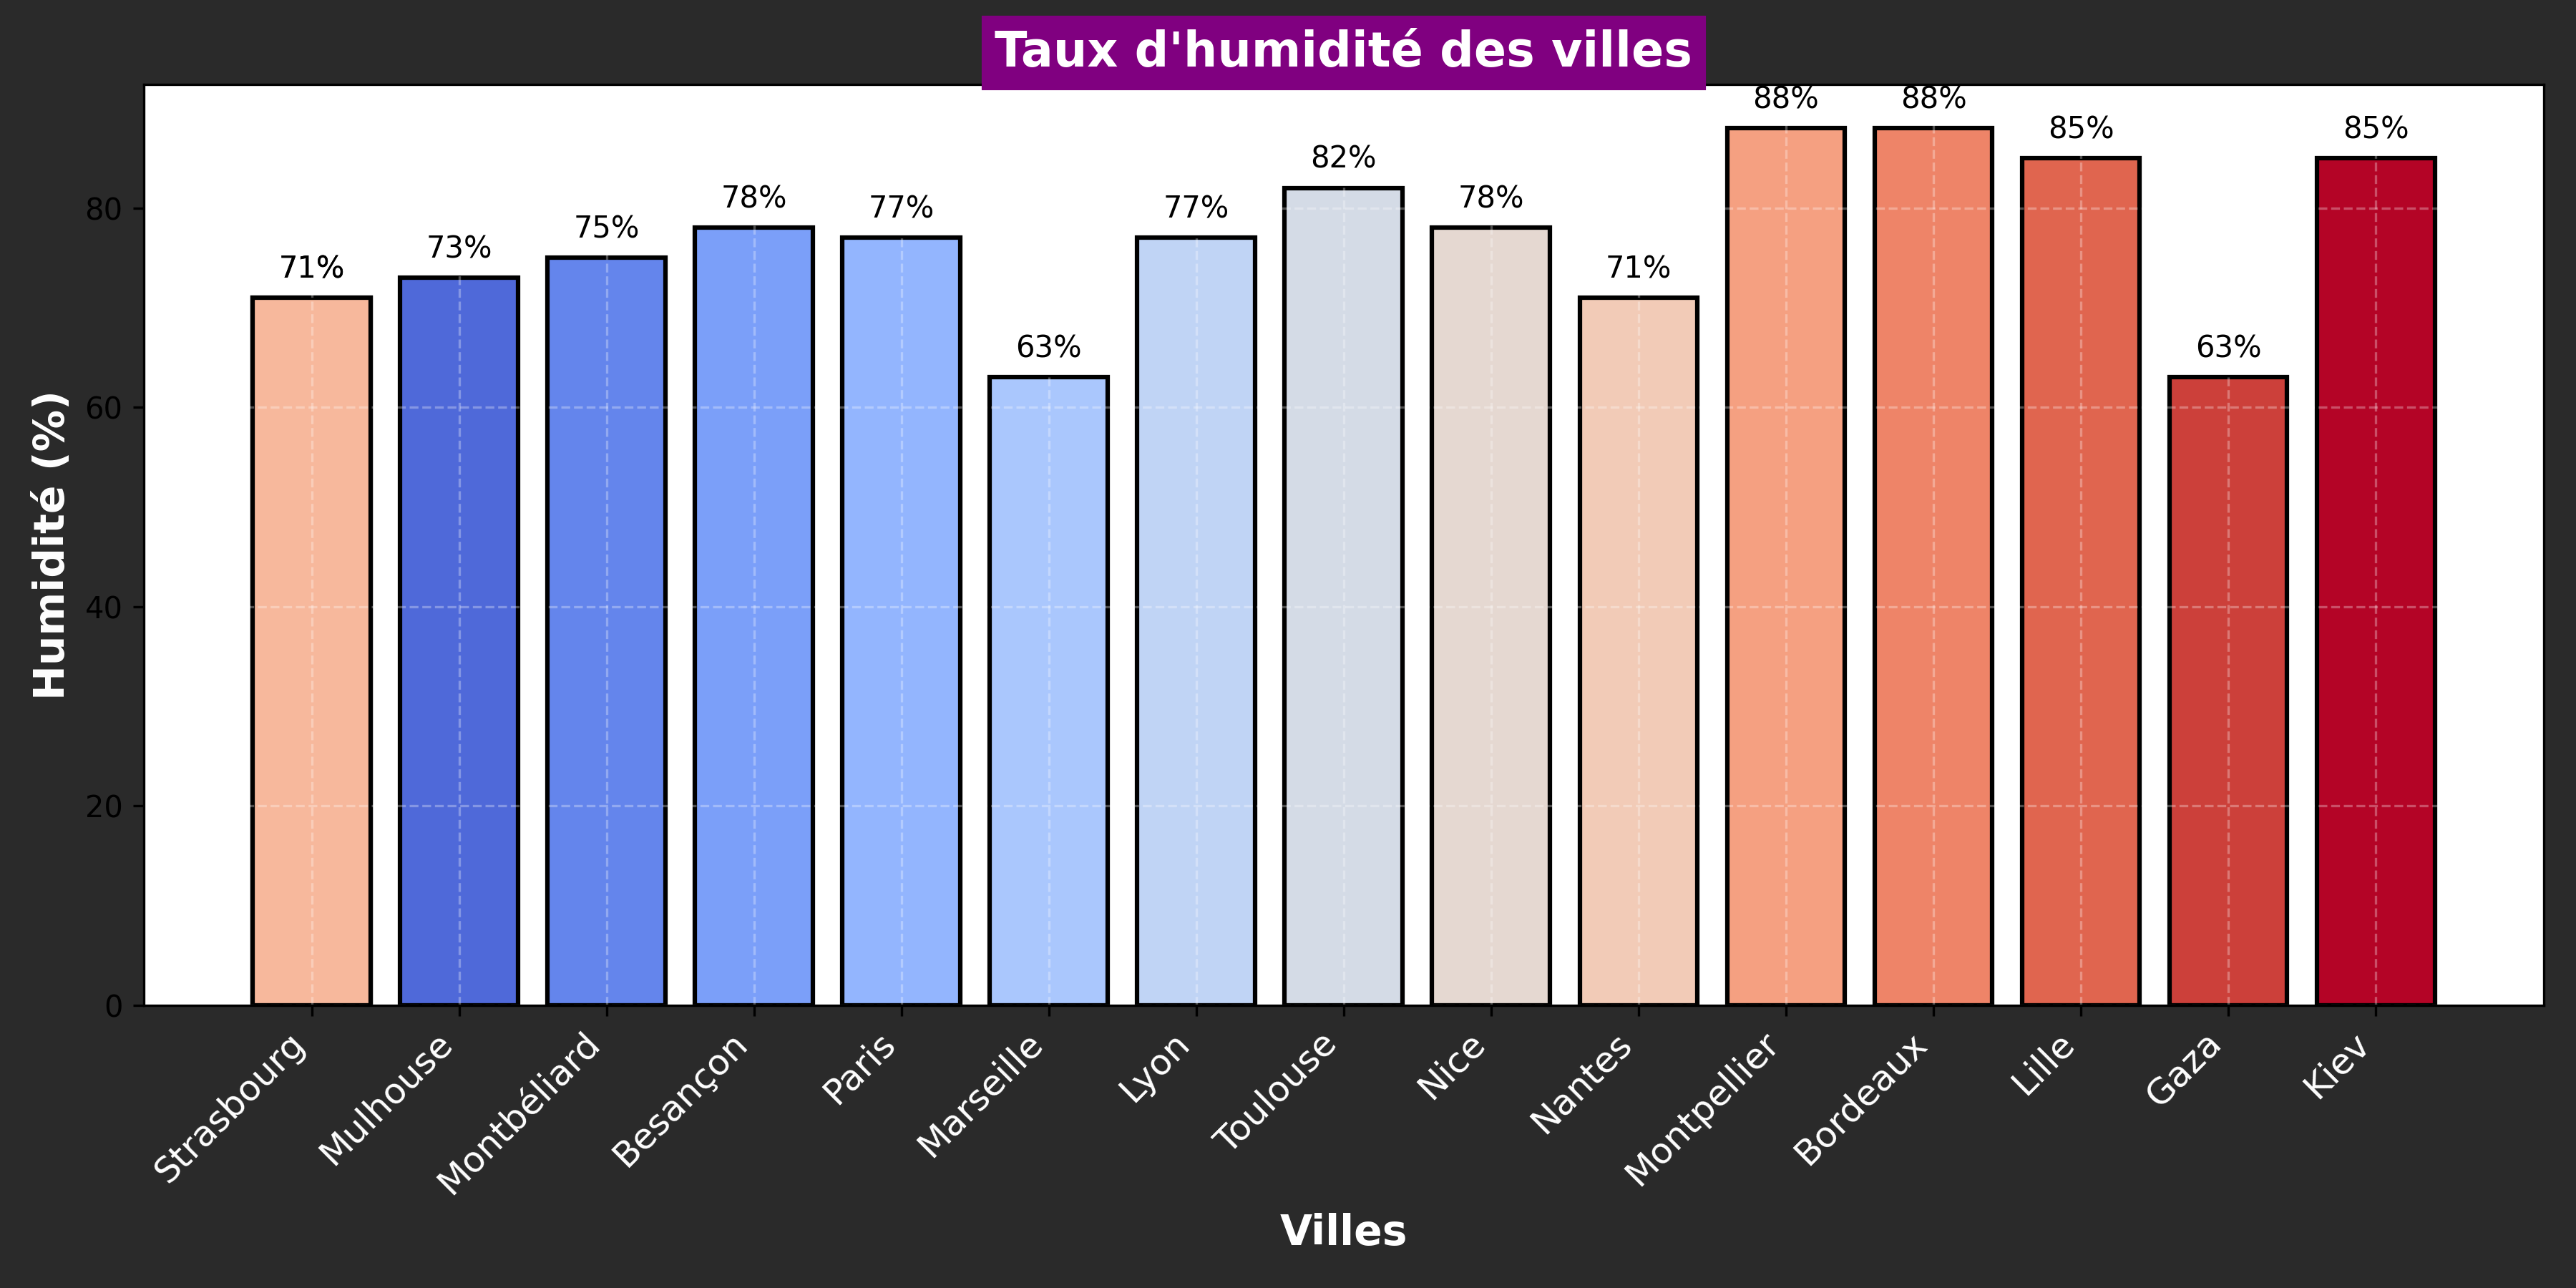 Taux d'humidité des villes
88%
88%
85%
85%
82%
78%
77%
77%
78%
75%
73%
71%
71%
63%
63%
Humidité (%)
80
60
40
20
0
Strasbourg
Mulhouse
Montbéliard
Besançon
Paris
Marseille
Lyon
Toulouse
Nice
Nantes
Montpellier
Bordeaux
Lille
Gaza
Kiev
Villes